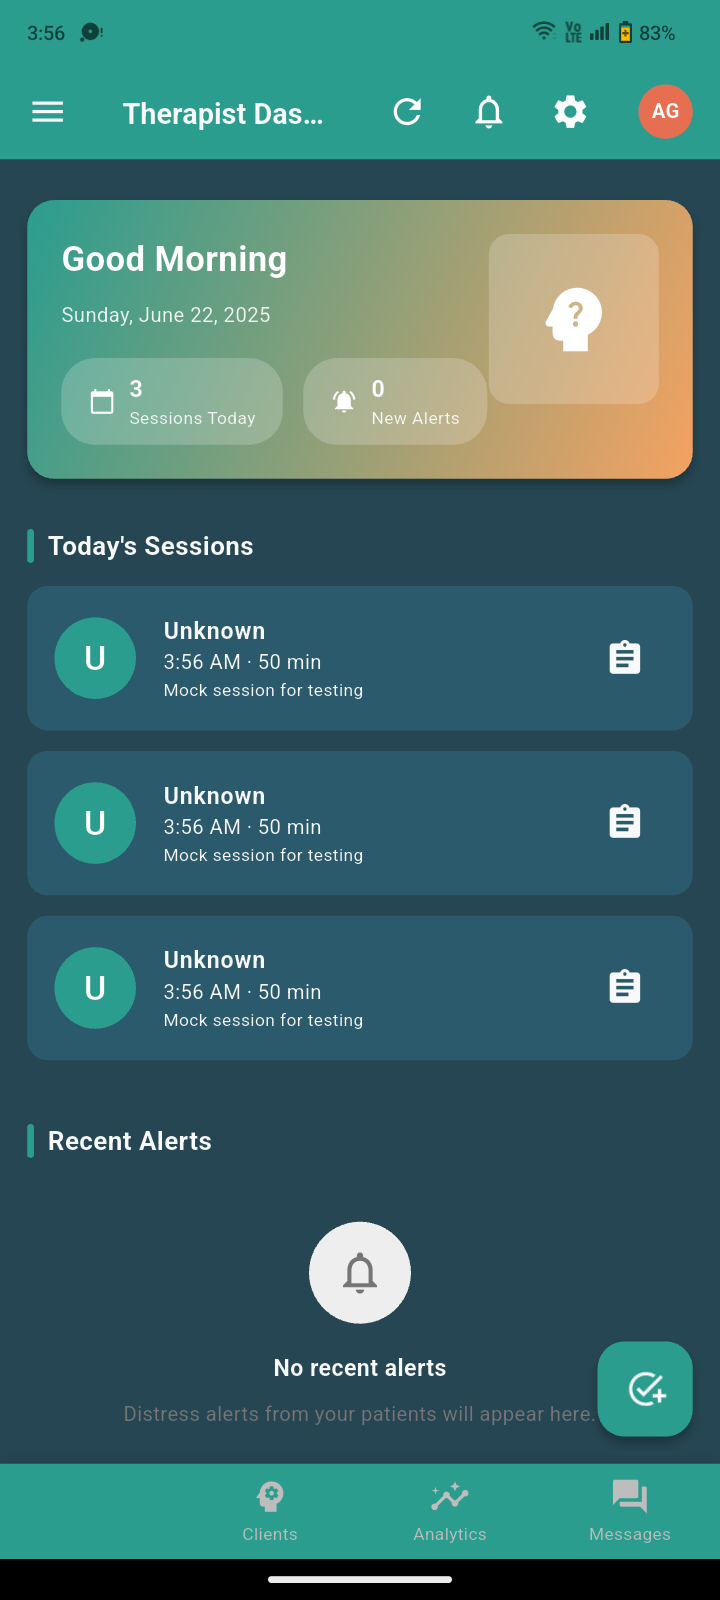 3:56
Vo LTE
83%
Therapist Das...
AG
Good Morning
Sunday, June 22, 2025
3
Sessions Today
0
New Alerts
?
Today's Sessions
U
Unknown
3:56 AM · 50 min
Mock session for testing
U
Unknown
3:56 AM · 50 min
Mock session for testing
U
Unknown
3:56 AM · 50 min
Mock session for testing
Recent Alerts
No recent alerts
Distress alerts from your patients will appear here.
Clients
Analytics
Messages